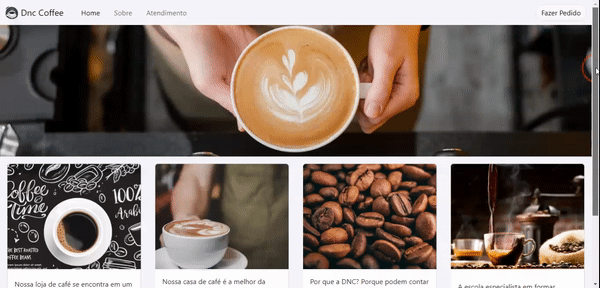 Dnc Coffee
Home
Sobre
Atendimento
Fazer Pedido
Coffee
Time
100%
Arabi
THE BEST ROASTED
COFFEE BEANS
Nossa loja de café se encontra em um
Nossa casa de café é a melhor da
Por que a DNC? Porque podem contar
A escola especialista em formar